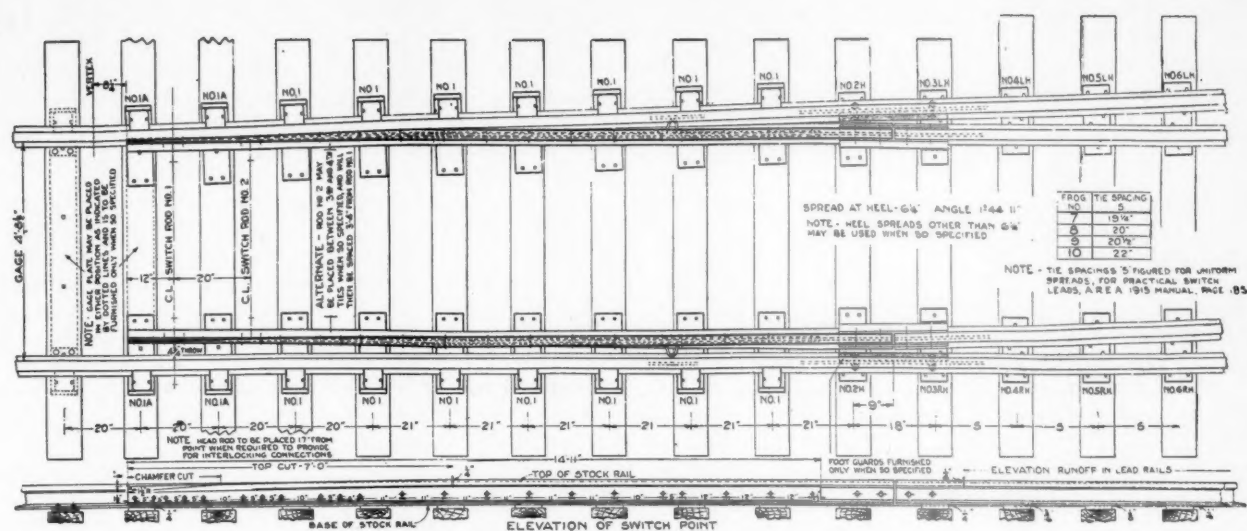 VERTEX
8¼"
NO.1A
NO.1A
NO.1
NO.1
NO.1
NO.1
NO.1
NO.1
NO.1
NO.2H
NO.3LH
NO.4LH
NO.5LH
NO.6LH
GAGE 4'-8½"
NOTE- GAGE PLATE MAY BE PLACED
IN EITHER POSITION AS INDICATED
BY DOTTED LINES AND IS TO BE
FURNISHED ONLY WHEN SO SPECIFIED
12"
C.L. SWITCH ROD NO.1
20"
C.L. SWITCH ROD NO. 2
ALTERNATE - ROD NO 2 MAY
BE PLACED BETWEEN 3RD AND 4TH
TIES WHEN SO SPECIFIED, AND WILL
THEN BE SPACED 3'-6" FROM ROD NO.1
SPREAD AT HEEL-6¼" ANGLE 1°44' 11"
NOTE - HEEL SPREADS OTHER THAN 6¼"
MAY BE USED WHEN SO SPECIFIED
FROG NO. TIE SPACING S
7 19¼"
8 20"
9 20½"
10 22"
NOTE - TIE SPACINGS "S" FIGURED FOR UNIFORM
SPREADS, FOR PRACTICAL SWITCH
LEADS, A.R.E.A. 1915 MANUAL, PAGE 185
THROW
NO.1A
NO.1A
NO.1
NO.1
NO.1
NO.1
NO.1
NO.1
NO.1
NO.2H
NO.3RH
NO.4RH
NO.5RH
NO.6RH
9"
20" 20" 20" 20" 21" 21" 21" 21" 21" 21" 18" S S S
NOTE HEAD ROD TO BE PLACED 17" FROM
POINT WHEN REQUIRED TO PROVIDE
FOR INTERLOCKING CONNECTIONS
14'-11"
TOP CUT-7'-0"
CHAMFER CUT
TOP OF STOCK RAIL
FOOT GUARDS FURNISHED
ONLY WHEN SO SPECIFIED
ELEVATION RUNOFF IN LEAD RAILS
BASE OF STOCK RAIL
ELEVATION OF SWITCH POINT